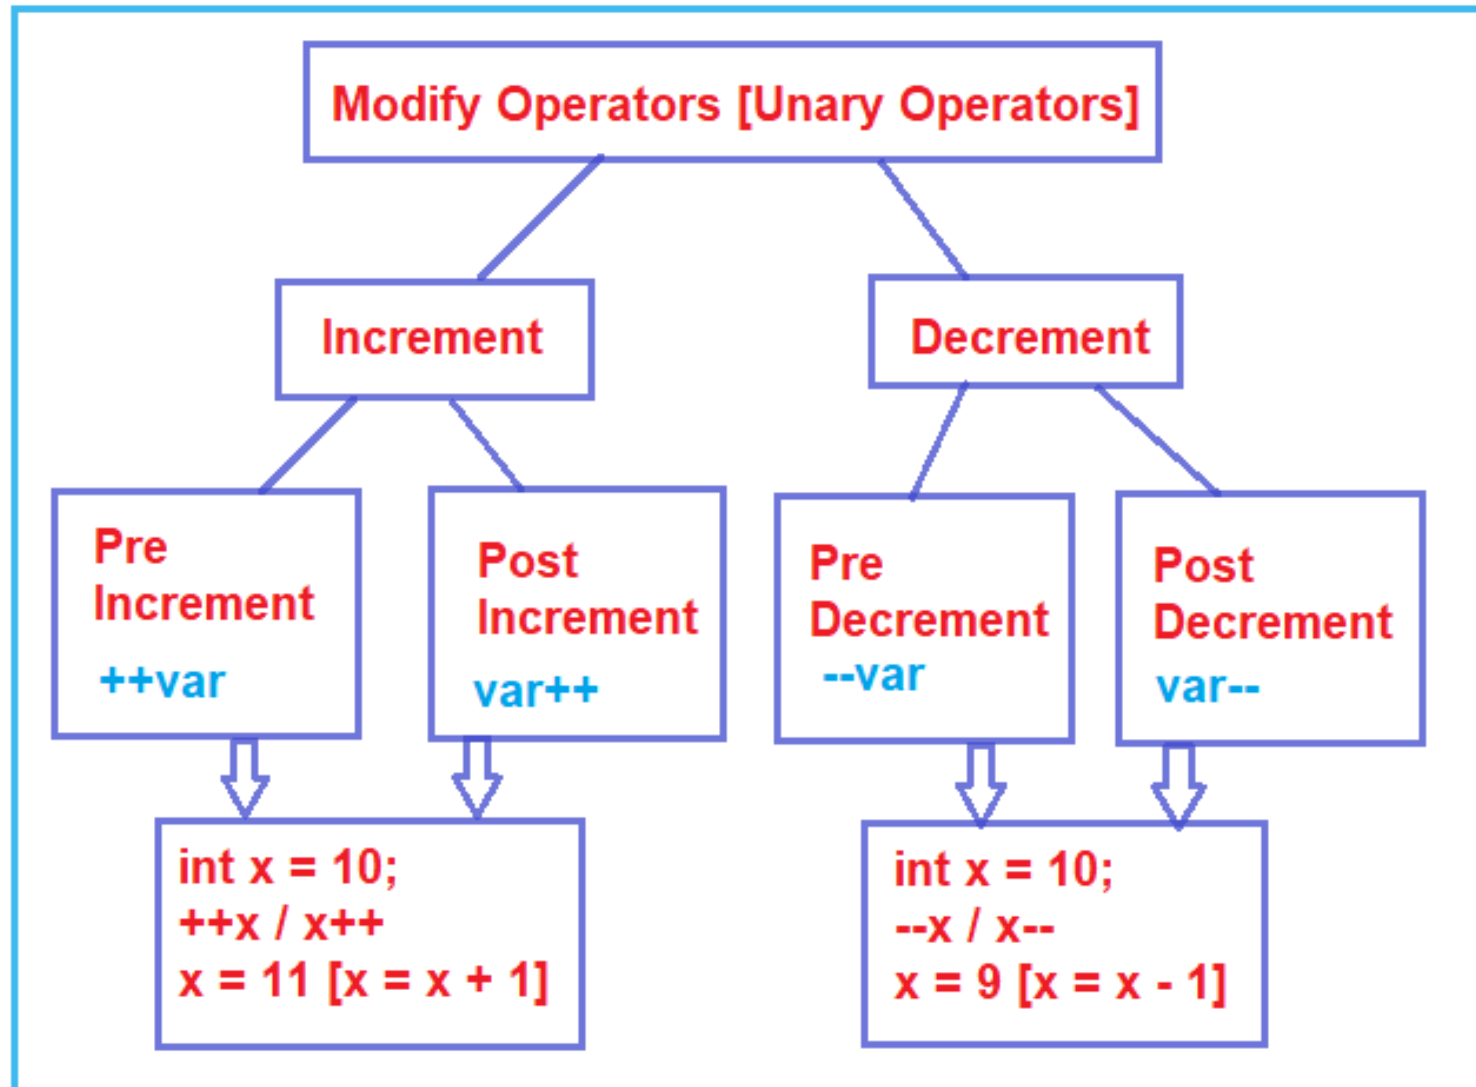 Modify Operators [Unary Operators]
Increment
Decrement
Pre
Increment
++var
Post
Increment
var++
Pre
Decrement
--var
Post
Decrement
var--
int x = 10;
++x / x++
x = 11 [x = x + 1]
int x = 10;
--x / x--
x = 9 [x = x - 1]